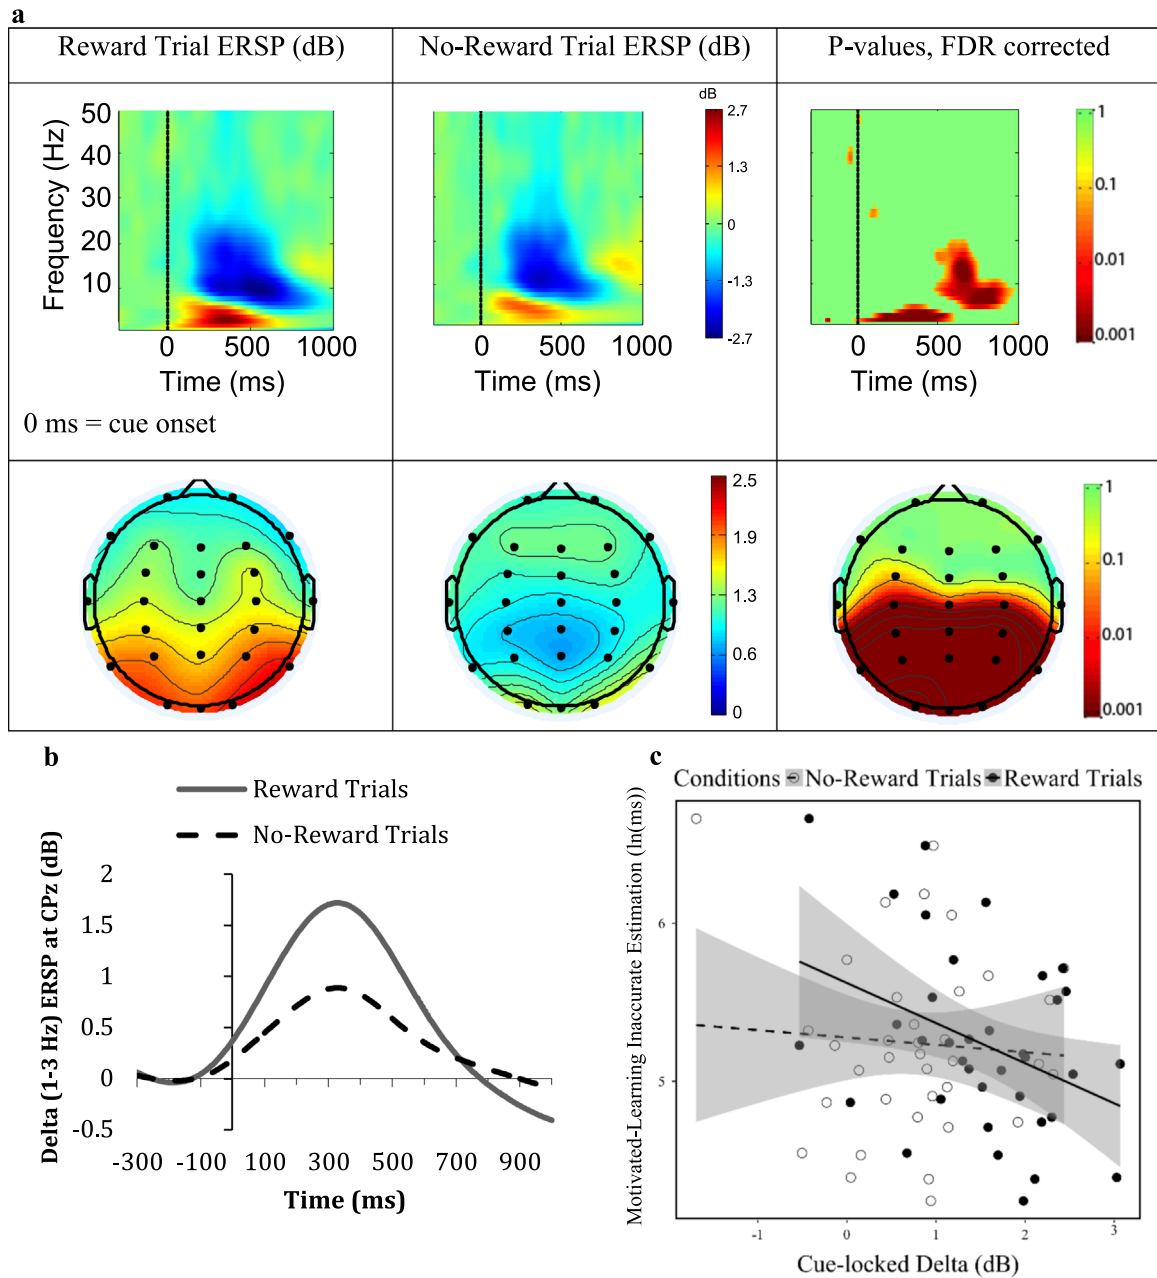 a
Reward Trial ERSP (dB)
No-Reward Trial ERSP (dB)
P-values, FDR corrected
Frequency (Hz)
50
40
30
20
10
0
500
1000
Time (ms)
0 ms = cue onset
0
500
1000
Time (ms)
dB
2.7
1.3
0
-1.3
-2.7
0
500
1000
Time (ms)
1
0.1
0.01
0.001
2.5
1.9
1.3
0.6
0
1
0.1
0.01
0.001
b
Reward Trials
No-Reward Trials
Delta (1-3 Hz) ERSP at CPz (dB)
2
1.5
1
0.5
0
-0.5
-300 -100 100 300 500 700 900
Time (ms)
c
Conditions No-Reward Trials Reward Trials
Motivated-Learning Inaccurate Estimation (ln(ms))
6
5
-1 0 1 2 3
Cue-locked Delta (dB)